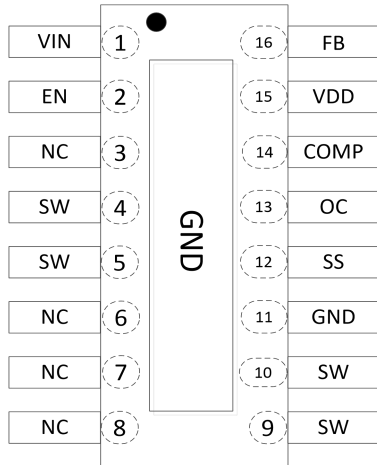 VIN 1 16 FB
EN 2 15 VDD
NC 3 14 COMP
SW 4 13 OC
SW 5 12 SS
NC 6 11 GND
NC 7 10 SW
NC 8 9 SW
GND